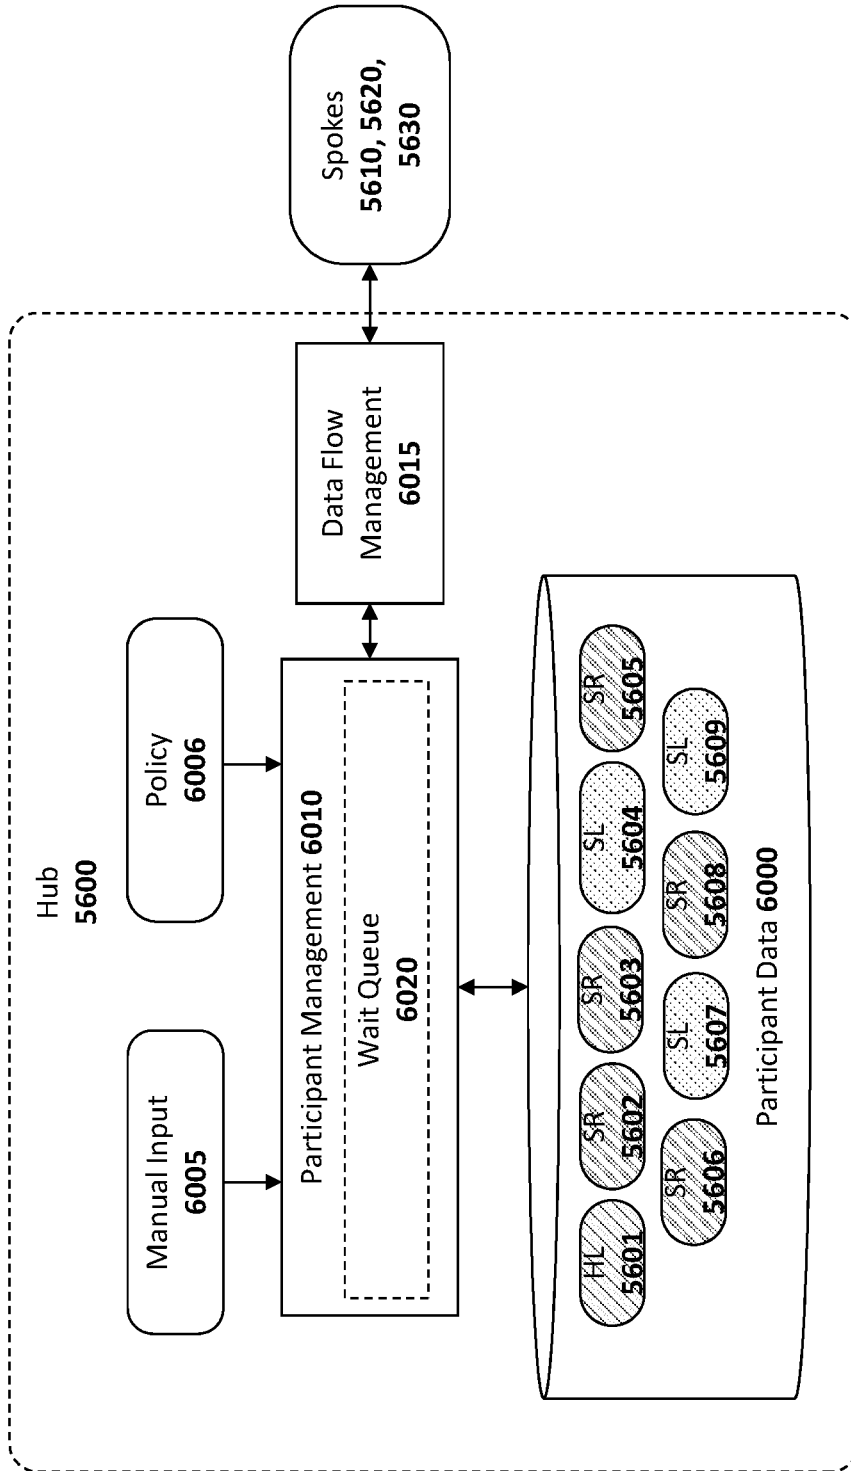 Hub
5600
Manual Input
6005
Policy
6006
Participant Management 6010
Wait Queue
6020
Data Flow
Management
6015
Spokes
5610, 5620,
5630
HL
5601
SR
5602
SR
5603
SL
5604
SR
5605
SR
5606
SL
5607
SR
5608
SL
5609
Participant Data 6000